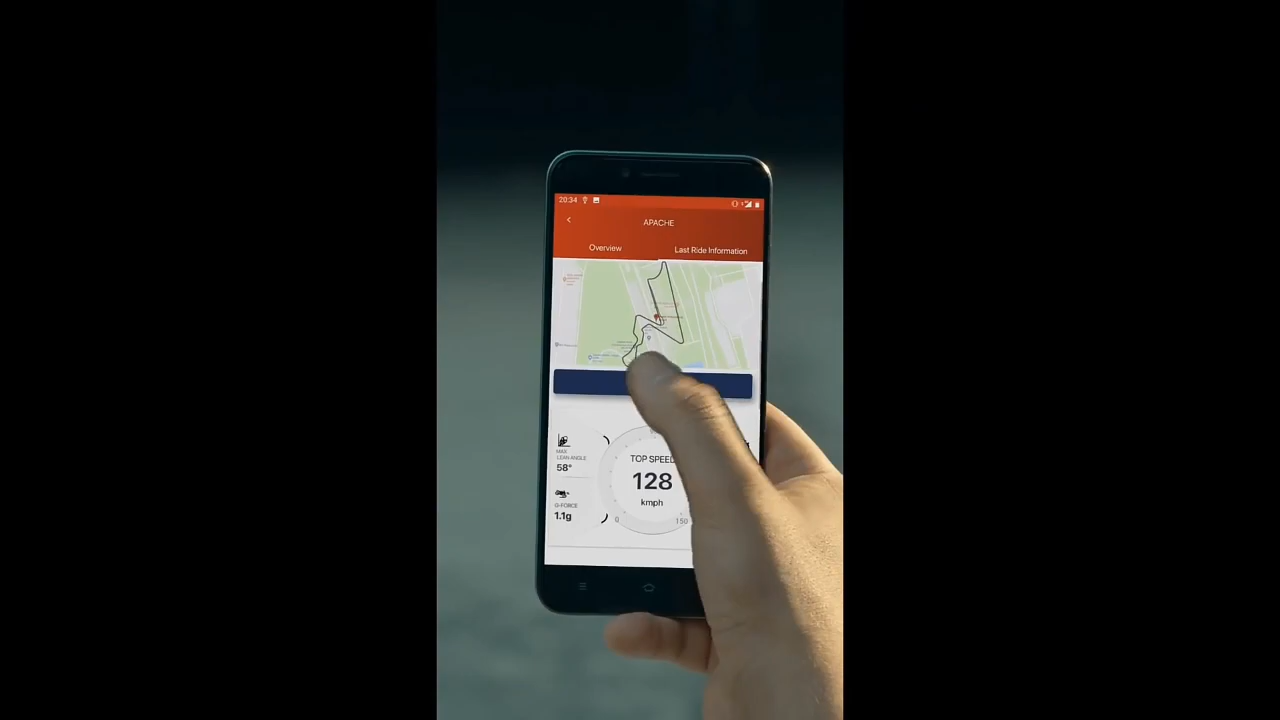 20:34
APACHE
Overview
Last Ride Information
MAX
LEAN ANGLE
58°
G-FORCE
1.1g
TOP SPEED
128
kmph
0
150